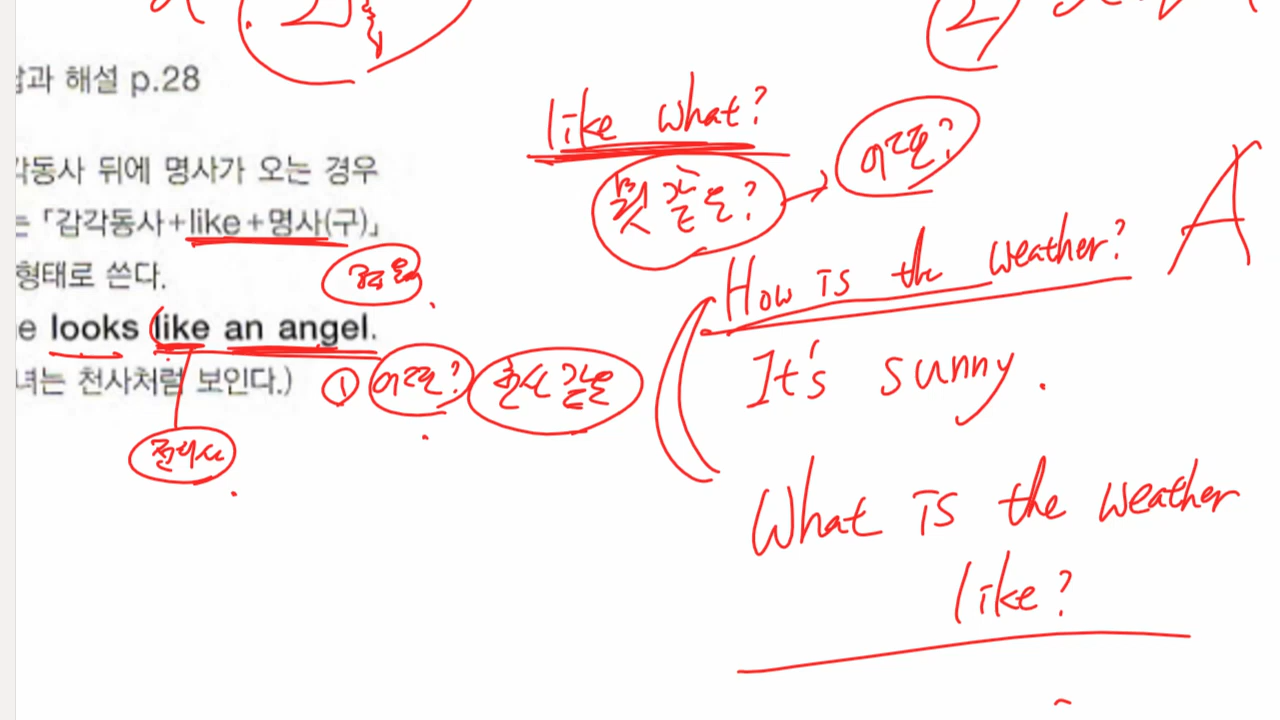 과 해설 p.28
각동사 뒤에 명사가 오는 경우
는 「감각동사+like+명사(구)」
형태로 쓴다.
e looks like an angel.
녀는 천사처럼 보인다.)
① 어떤? 천사 같은
전치사
like what?
뭣 같은? → 어떤?
How is the weather? A
It's sunny.
What is the weather
like?